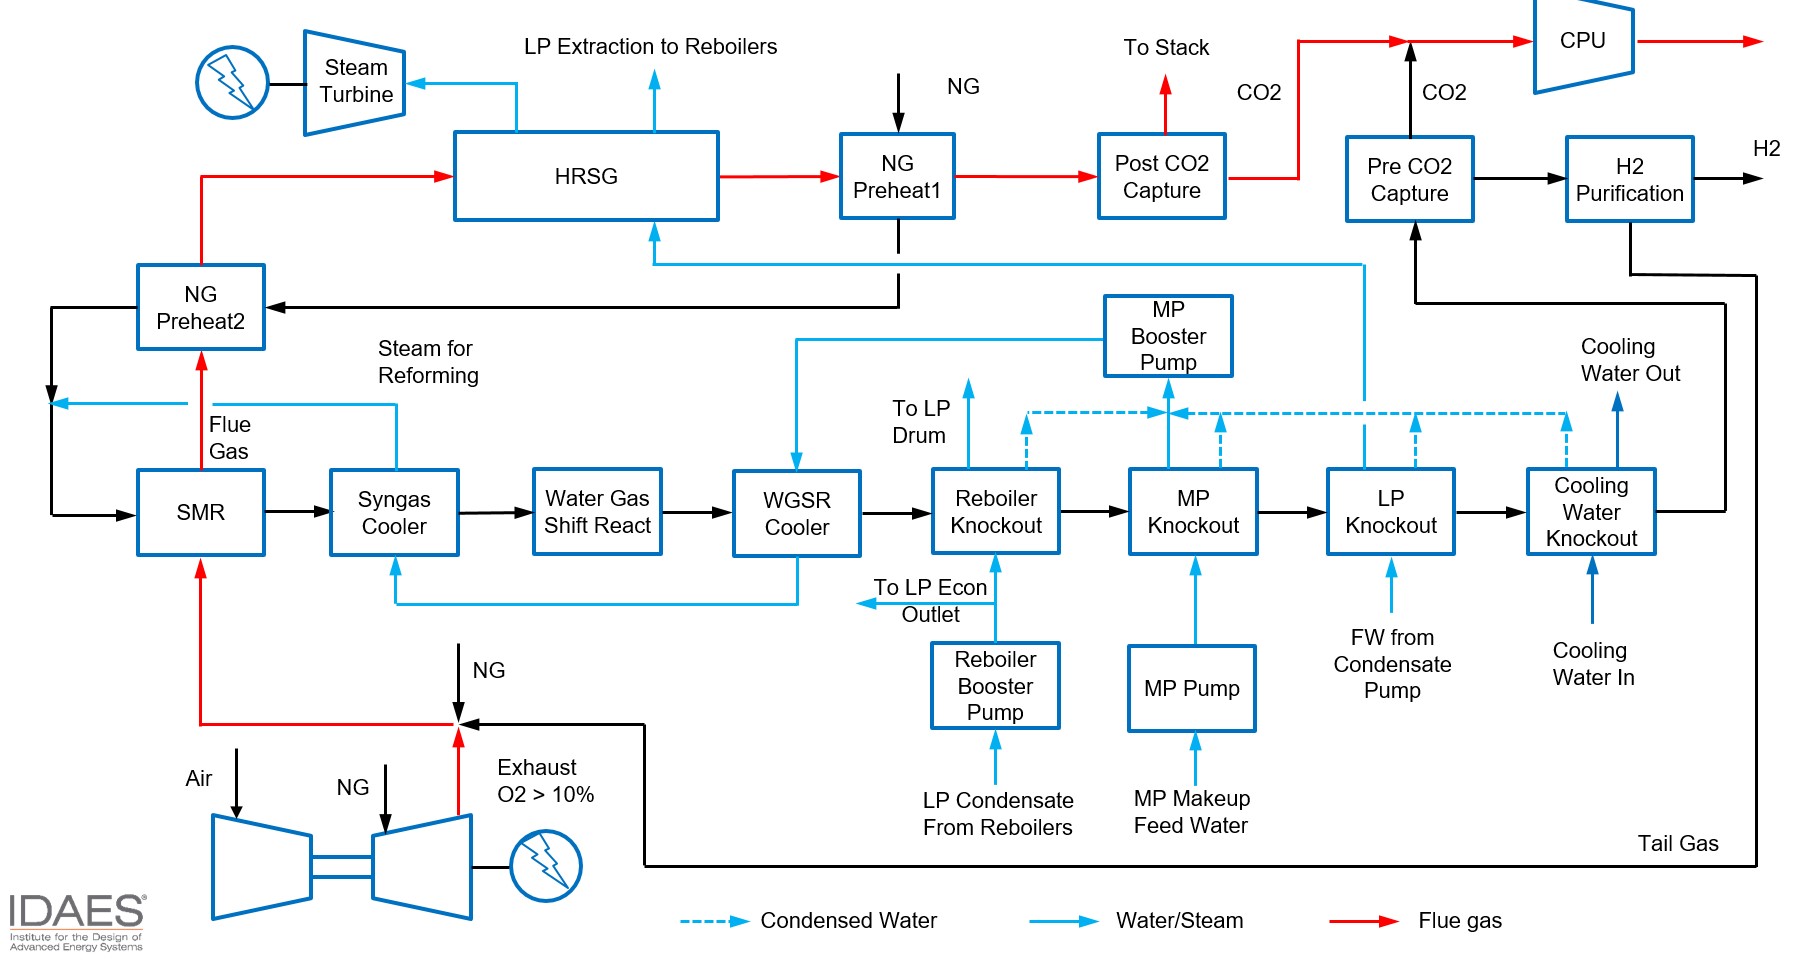 LP Extraction to Reboilers
To Stack
CPU
Steam
Turbine
NG
CO2
CO2
H2
HRSG
NG
Preheat1
Post CO2
Capture
Pre CO2
Capture
H2
Purification
NG
Preheat2
MP
Booster
Pump
Steam for
Reforming
Cooling
Water Out
To LP
Drum
Flue
Gas
SMR
Syngas
Cooler
Water Gas
Shift React
WGSR
Cooler
Reboiler
Knockout
MP
Knockout
LP
Knockout
Cooling
Water
Knockout
To LP Econ
Outlet
FW from
Condensate
Pump
Cooling
Water In
NG
Reboiler
Booster
Pump
MP Pump
Air
NG
Exhaust
O2 > 10%
LP Condensate
From Reboilers
MP Makeup
Feed Water
Tail Gas
IDAES®
Institute for the Design of
Advanced Energy Systems
Condensed Water
Water/Steam
Flue gas